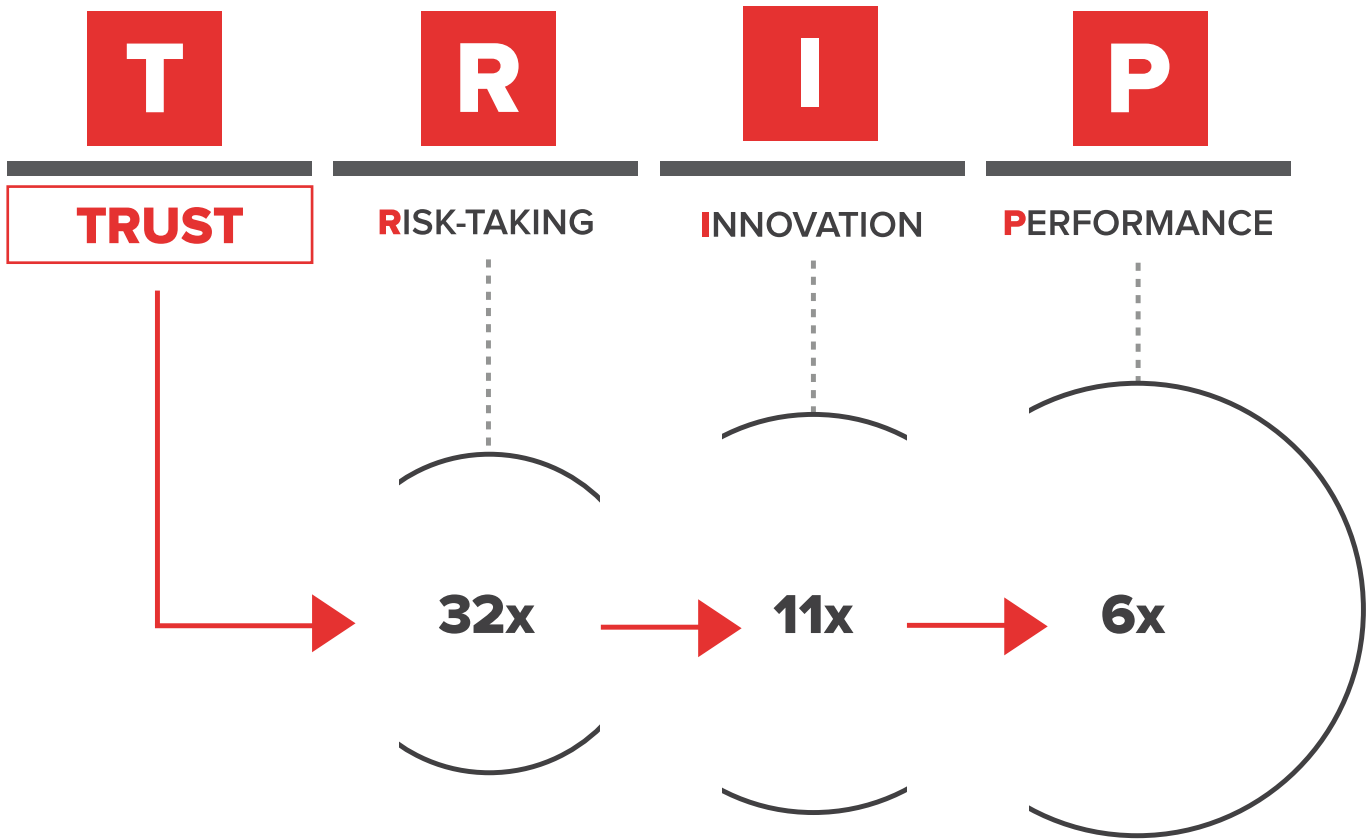 T R I P
TRUST RISK-TAKING INNOVATION PERFORMANCE
32x 11x 6x